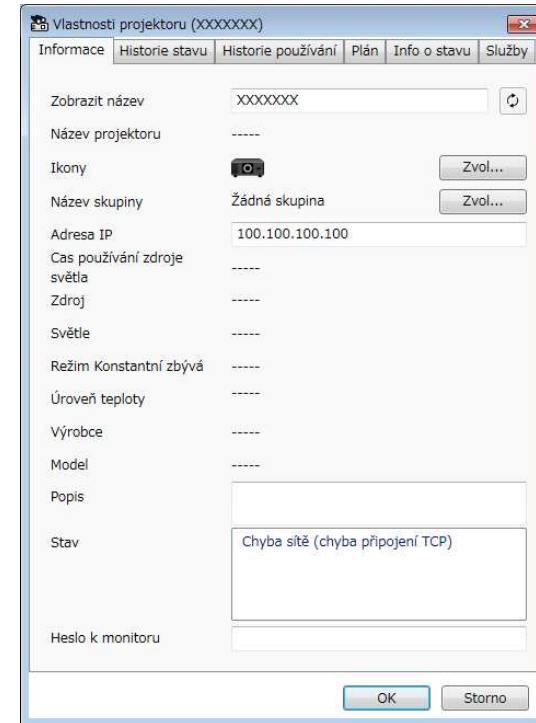 Vlastnosti projektoru (XXXXXXX)
Informace Historie stavu Historie používání Plán Info o stavu Služby
Zobrazit název XXXXXXX
Název projektoru -----
Ikony Zvol...
Název skupiny Žádná skupina Zvol...
Adresa IP 100.100.100.100
Cas používání zdroje
světla -----
Zdroj -----
Světle -----
Režim Konstantní zbývá -----
Úroveň teploty -----
Výrobce -----
Model -----
Popis
Stav Chyba sítě (chyba připojení TCP)
Heslo k monitoru
OK Storno